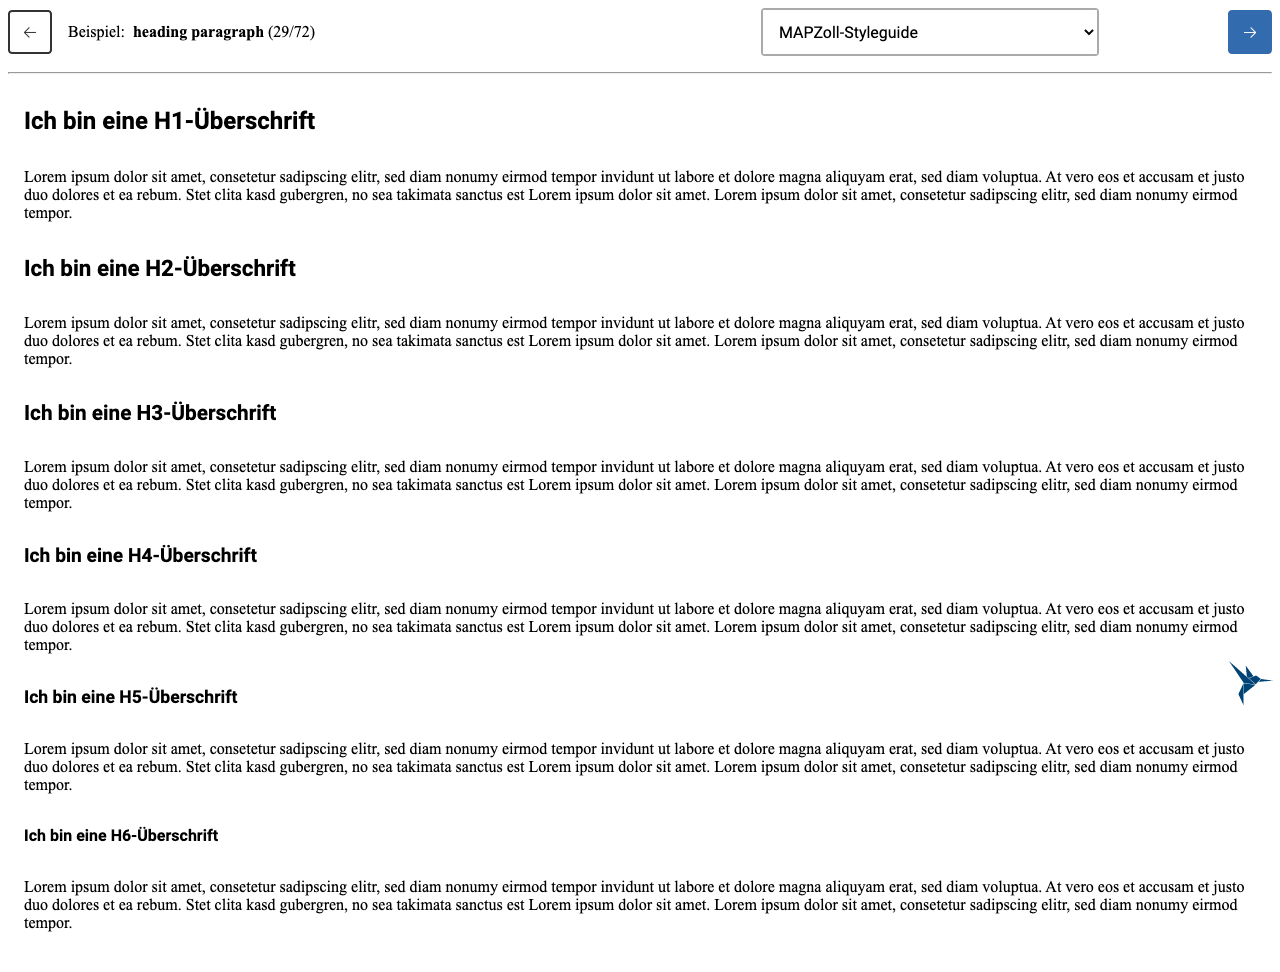 ← Beispiel: heading paragraph (29/72) MAPZoll-Styleguide →
Ich bin eine H1-Überschrift
Lorem ipsum dolor sit amet, consetetur sadipscing elitr, sed diam nonumy eirmod tempor invidunt ut labore et dolore magna aliquyam erat, sed diam voluptua. At vero eos et accusam et justo
duo dolores et ea rebum. Stet clita kasd gubergren, no sea takimata sanctus est Lorem ipsum dolor sit amet. Lorem ipsum dolor sit amet, consetetur sadipscing elitr, sed diam nonumy eirmod
tempor.
Ich bin eine H2-Überschrift
Lorem ipsum dolor sit amet, consetetur sadipscing elitr, sed diam nonumy eirmod tempor invidunt ut labore et dolore magna aliquyam erat, sed diam voluptua. At vero eos et accusam et justo
duo dolores et ea rebum. Stet clita kasd gubergren, no sea takimata sanctus est Lorem ipsum dolor sit amet. Lorem ipsum dolor sit amet, consetetur sadipscing elitr, sed diam nonumy eirmod
tempor.
Ich bin eine H3-Überschrift
Lorem ipsum dolor sit amet, consetetur sadipscing elitr, sed diam nonumy eirmod tempor invidunt ut labore et dolore magna aliquyam erat, sed diam voluptua. At vero eos et accusam et justo
duo dolores et ea rebum. Stet clita kasd gubergren, no sea takimata sanctus est Lorem ipsum dolor sit amet. Lorem ipsum dolor sit amet, consetetur sadipscing elitr, sed diam nonumy eirmod
tempor.
Ich bin eine H4-Überschrift
Lorem ipsum dolor sit amet, consetetur sadipscing elitr, sed diam nonumy eirmod tempor invidunt ut labore et dolore magna aliquyam erat, sed diam voluptua. At vero eos et accusam et justo
duo dolores et ea rebum. Stet clita kasd gubergren, no sea takimata sanctus est Lorem ipsum dolor sit amet. Lorem ipsum dolor sit amet, consetetur sadipscing elitr, sed diam nonumy eirmod
tempor.
Ich bin eine H5-Überschrift
Lorem ipsum dolor sit amet, consetetur sadipscing elitr, sed diam nonumy eirmod tempor invidunt ut labore et dolore magna aliquyam erat, sed diam voluptua. At vero eos et accusam et justo
duo dolores et ea rebum. Stet clita kasd gubergren, no sea takimata sanctus est Lorem ipsum dolor sit amet. Lorem ipsum dolor sit amet, consetetur sadipscing elitr, sed diam nonumy eirmod
tempor.
Ich bin eine H6-Überschrift
Lorem ipsum dolor sit amet, consetetur sadipscing elitr, sed diam nonumy eirmod tempor invidunt ut labore et dolore magna aliquyam erat, sed diam voluptua. At vero eos et accusam et justo
duo dolores et ea rebum. Stet clita kasd gubergren, no sea takimata sanctus est Lorem ipsum dolor sit amet. Lorem ipsum dolor sit amet, consetetur sadipscing elitr, sed diam nonumy eirmod
tempor.